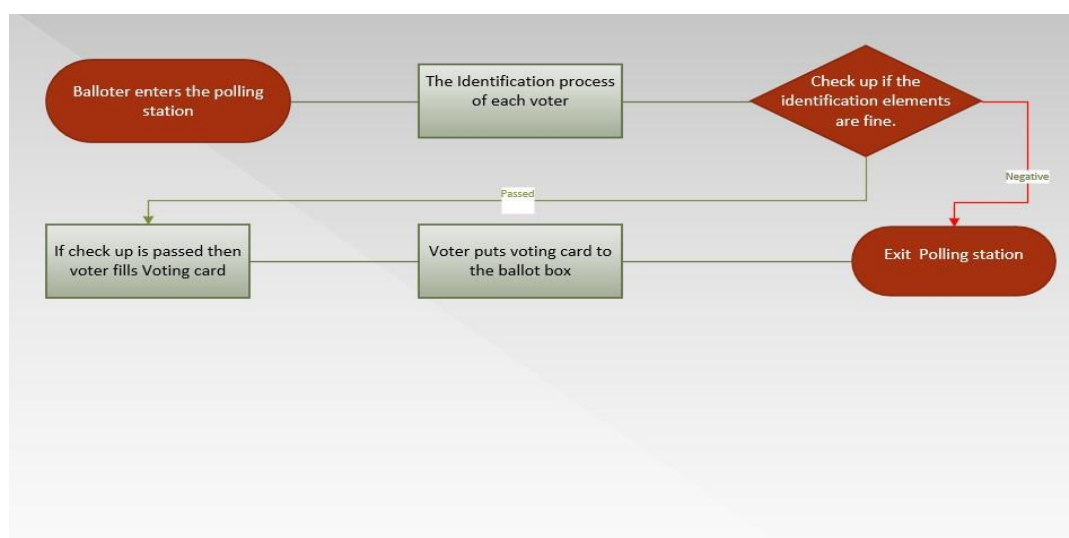 Balloter enters the polling
station
The Identification process
of each voter
Check up if the
identification elements
are fine.
Negative
Passed
If check up is passed then
voter fills Voting card
Voter puts voting card to
the ballot box
Exit Polling station